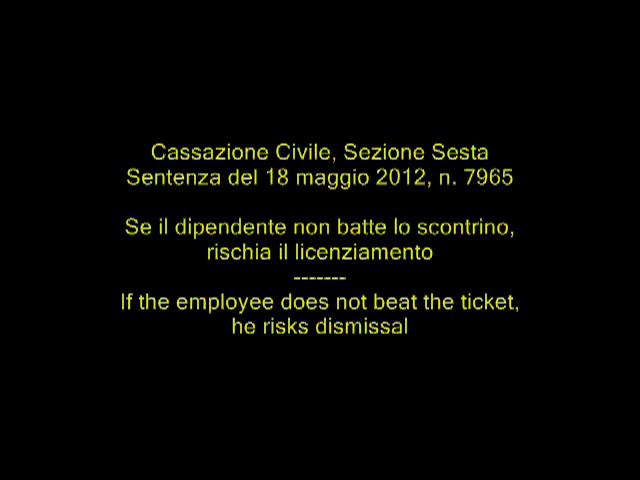 Cassazione Civile, Sezione Sesta
Sentenza del 18 maggio 2012, n. 7965
Se il dipendente non batte lo scontrino,
rischia il licenziamento
-------
If the employee does not beat the ticket,
he risks dismissal